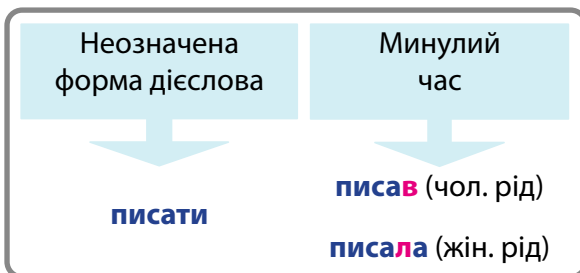 Неозначена
форма дієслова
писати
Минулий
час
писав (чол. рід)
писала (жін. рід)